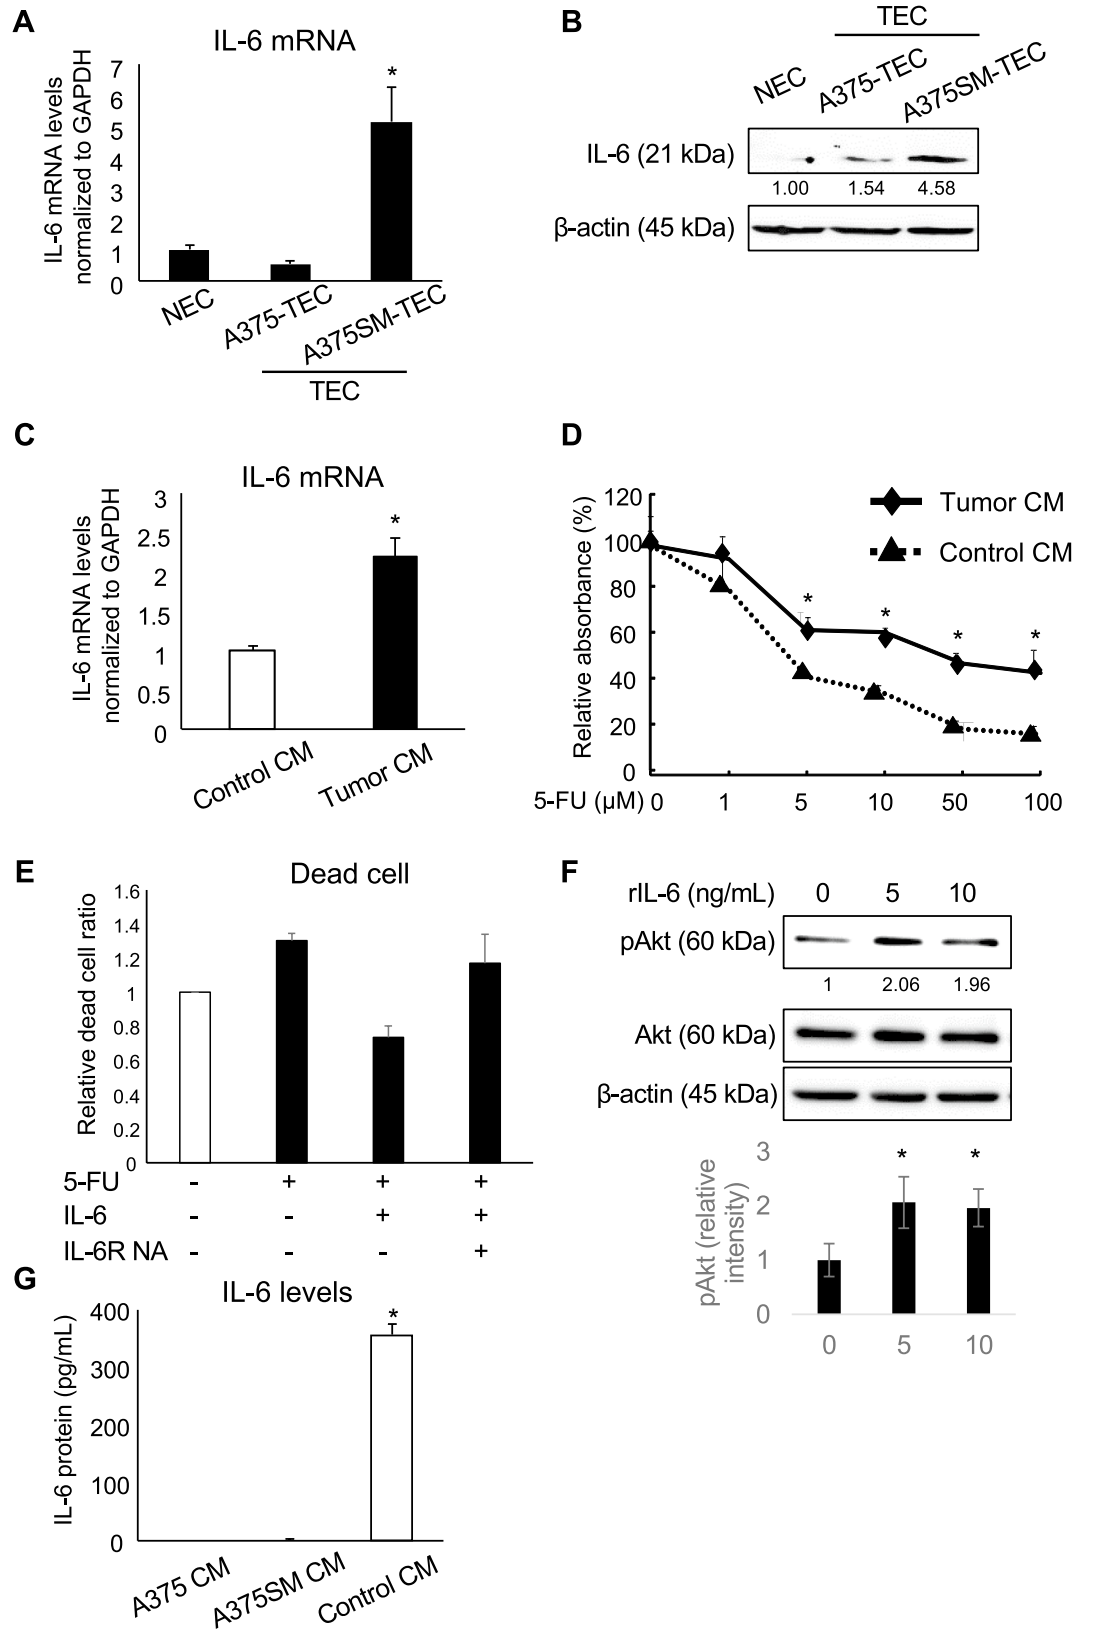 A
IL-6 mRNA
IL-6 mRNA levels
normalized to GAPDH
7
6
5
4
3
2
1
0
*
NEC
A375-TEC
A375SM-TEC
TEC
B
TEC
NEC
A375-TEC
A375SM-TEC
IL-6 (21 kDa)
1.00 1.54 4.58
β-actin (45 kDa)
C
IL-6 mRNA
IL-6 mRNA levels
normalized to GAPDH
3
2.5
2
1.5
1
0.5
0
*
Control CM
Tumor CM
D
Relative absorbance (%)
120
100
80
60
40
20
0
Tumor CM
Control CM
* * * *
5-FU (μM) 0 1 5 10 50 100
E
Dead cell
Relative dead cell ratio
1.6
1.4
1.2
1
0.8
0.6
0.4
0.2
0
5-FU - + + +
IL-6 - - + +
IL-6R NA - - - +
F
rIL-6 (ng/mL) 0 5 10
pAkt (60 kDa)
1 2.06 1.96
Akt (60 kDa)
β-actin (45 kDa)
pAkt (relative
intensity)
3
2
1
0
* *
0 5 10
G
IL-6 levels
IL-6 protein (pg/mL)
400
300
200
100
0
*
A375 CM
A375SM CM
Control CM